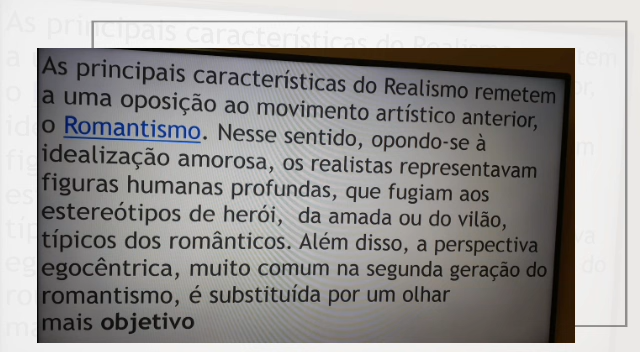 As principais características do Realismo remetem
a uma oposição ao movimento artístico anterior,
o Romantismo. Nesse sentido, opondo-se à
idealização amorosa, os realistas representavam
figuras humanas profundas, que fugiam aos
estereótipos de herói, da amada ou do vilão,
típicos dos românticos. Além disso, a perspectiva
egocêntrica, muito comum na segunda geração do
romantismo, é substituída por um olhar
mais objetivo